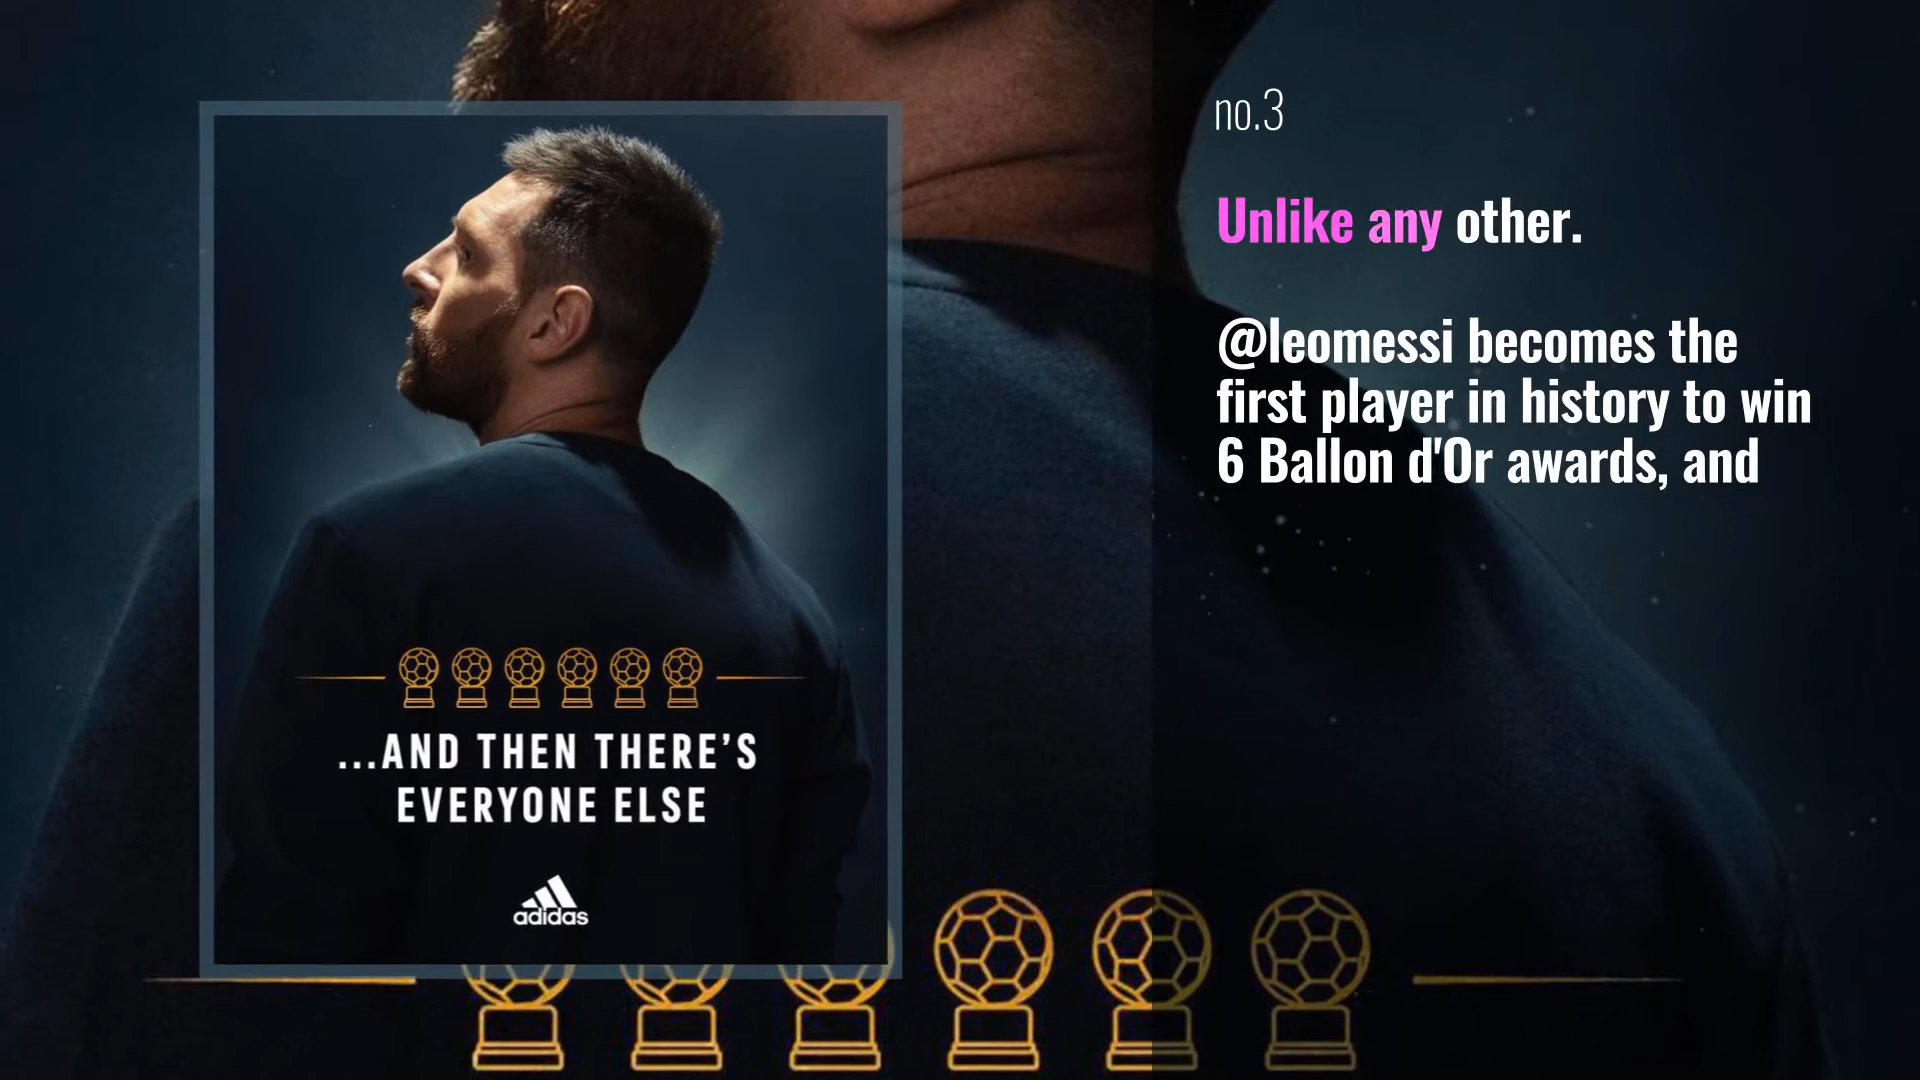 no.3
Unlike any other.
@leomessi becomes the
first player in history to win
6 Ballon d'Or awards, and
...AND THEN THERE’S
EVERYONE ELSE
adidas